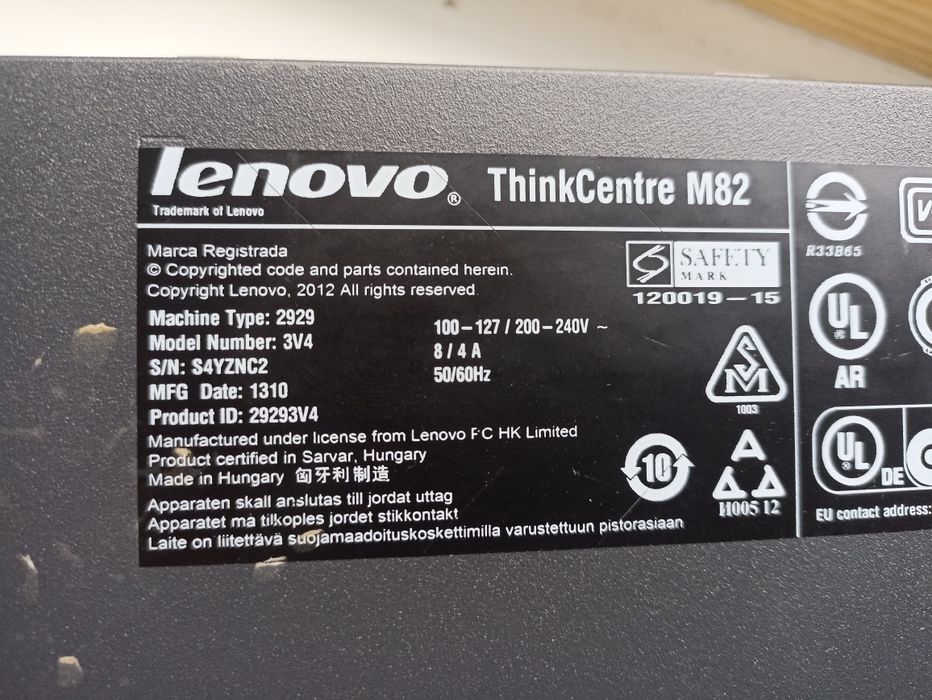 lenovo®
ThinkCentre M82
Trademark of Lenovo
Marca Registrada
© Copyrighted code and parts contained herein.
Copyright Lenovo, 2012 All rights reserved.
Machine Type: 2929
Model Number: 3V4
S/N: S4YZNC2
MFG Date: 1310
Product ID: 29293V4
100-127 / 200-240V ~
8 / 4 A
50/60Hz
Manufactured under license from Lenovo PC HK Limited
Product certified in Sarvar, Hungary
Made in Hungary 匈牙利制造
Apparaten skall anslutas till jordat uttag
Apparatet må tilkoples jordet stikkontakt
Laite on liitettävä suojamaadoituskoskettimilla varustettuun pistorasiaan
SAFETY
MARK
120019-15
S
M
1003
10
H005 12
R33B65
UL
AR
UL
DE
EU contact address: